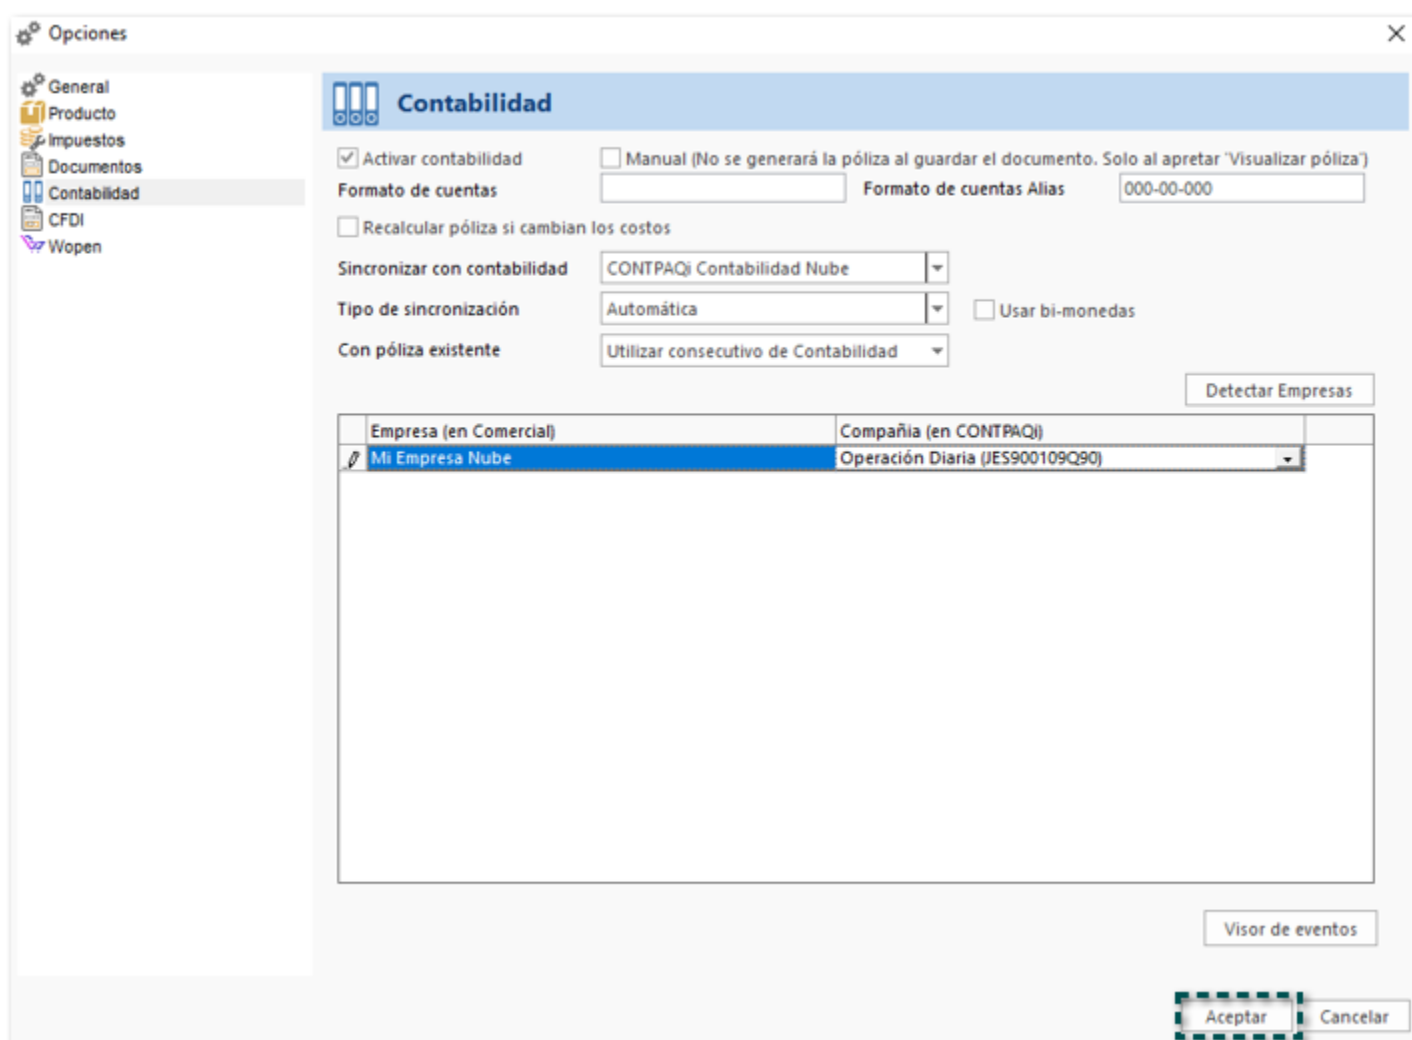 Opciones
General
Producto
Impuestos
Documentos
Contabilidad
CFDI
Wopen
Contabilidad
Activar contabilidad
Manual (No se generará la póliza al guardar el documento. Solo al apretar 'Visualizar póliza')
Formato de cuentas
Formato de cuentas Alias
000-00-000
Recalcular póliza si cambian los costos
Sincronizar con contabilidad
CONTPAQi Contabilidad Nube
Tipo de sincronización
Automática
Usar bi-monedas
Con póliza existente
Utilizar consecutivo de Contabilidad
Detectar Empresas
Empresa (en Comercial)
Compañia (en CONTPAQi)
Mi Empresa Nube
Operación Diaria (JES900109Q90)
Visor de eventos
Aceptar
Cancelar